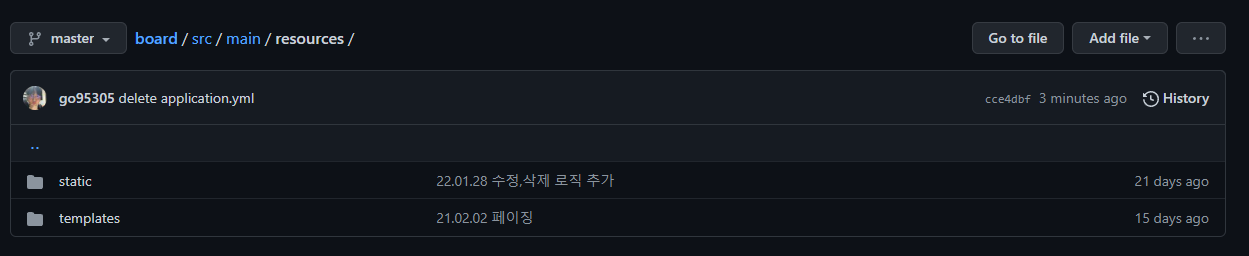 master board / src / main / resources / Go to file Add file ...
go95305 delete application.yml cce4dbf 3 minutes ago History
..
static 22.01.28 수정,삭제 로직 추가 21 days ago
templates 21.02.02 페이징 15 days ago